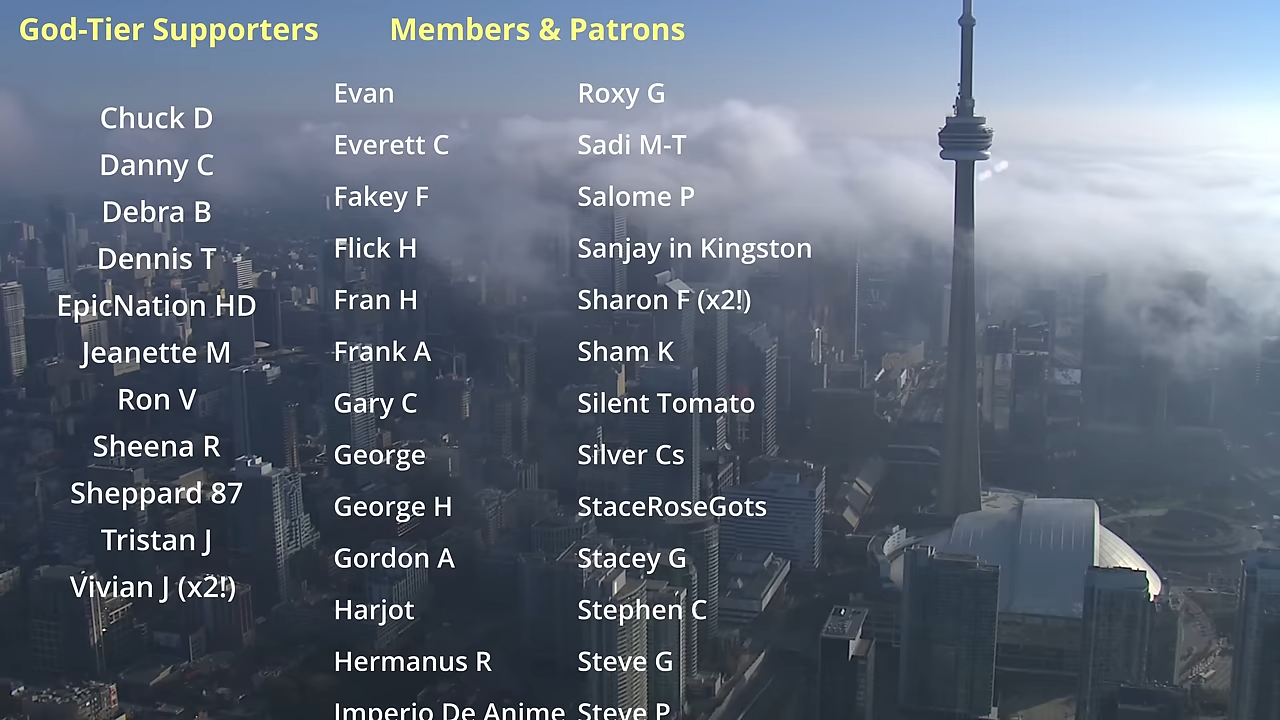 God-Tier Supporters
Chuck D
Danny C
Debra B
Dennis T
EpicNation HD
Jeanette M
Ron V
Sheena R
Sheppard 87
Tristan J
Vivian J (x2!)
Members & Patrons
Evan
Everett C
Fakey F
Flick H
Fran H
Frank A
Gary C
George
George H
Gordon A
Harjot
Hermanus R
Imperio De Anime
Roxy G
Sadi M-T
Salome P
Sanjay in Kingston
Sharon F (x2!)
Sham K
Silent Tomato
Silver Cs
StaceRoseGots
Stacey G
Stephen C
Steve G
Steve P